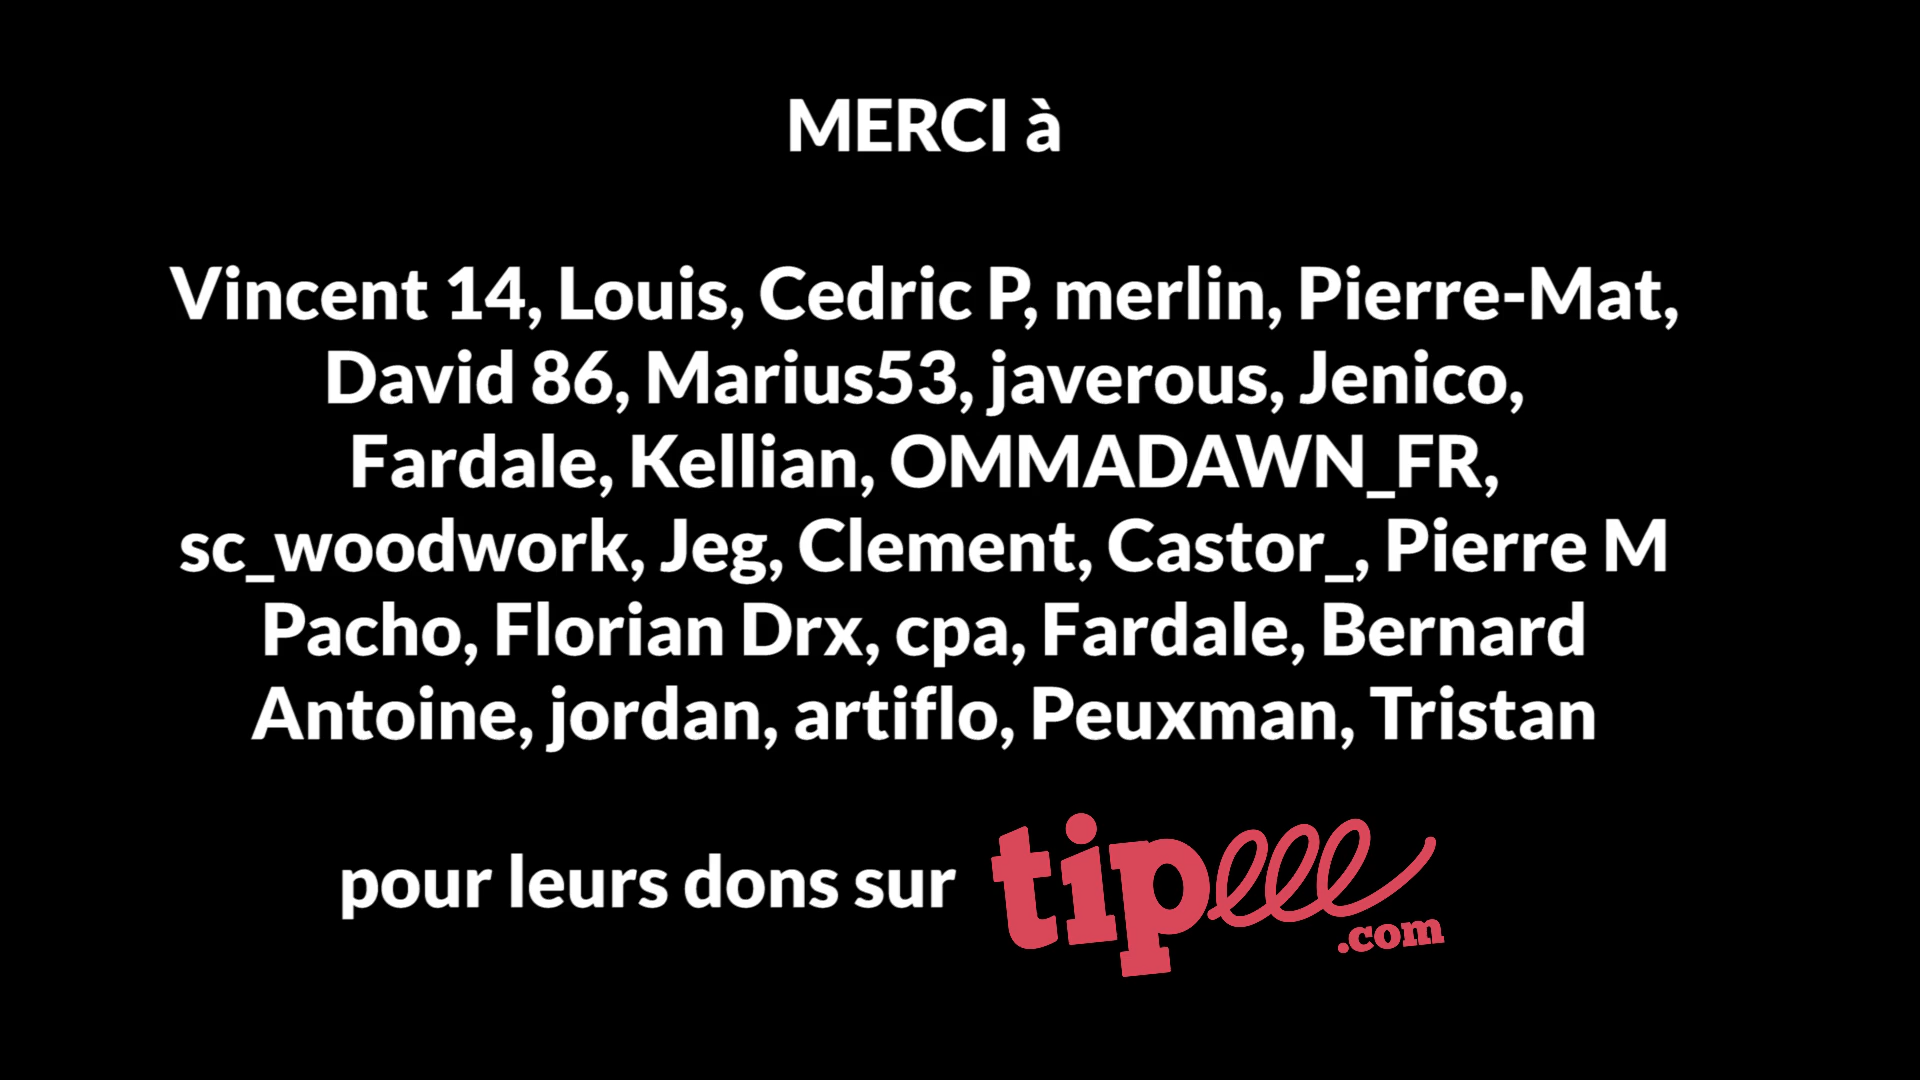 MERCI à
Vincent 14, Louis, Cedric P, merlin, Pierre-Mat,
David 86, Marius53, javerous, Jenico,
Fardale, Kellian, OMMADAWN_FR,
sc_woodwork, Jeg, Clement, Castor_, Pierre M
Pacho, Florian Drx, cpa, Fardale, Bernard
Antoine, jordan, artiflo, Peuxman, Tristan
pour leurs dons sur tipeee
.com